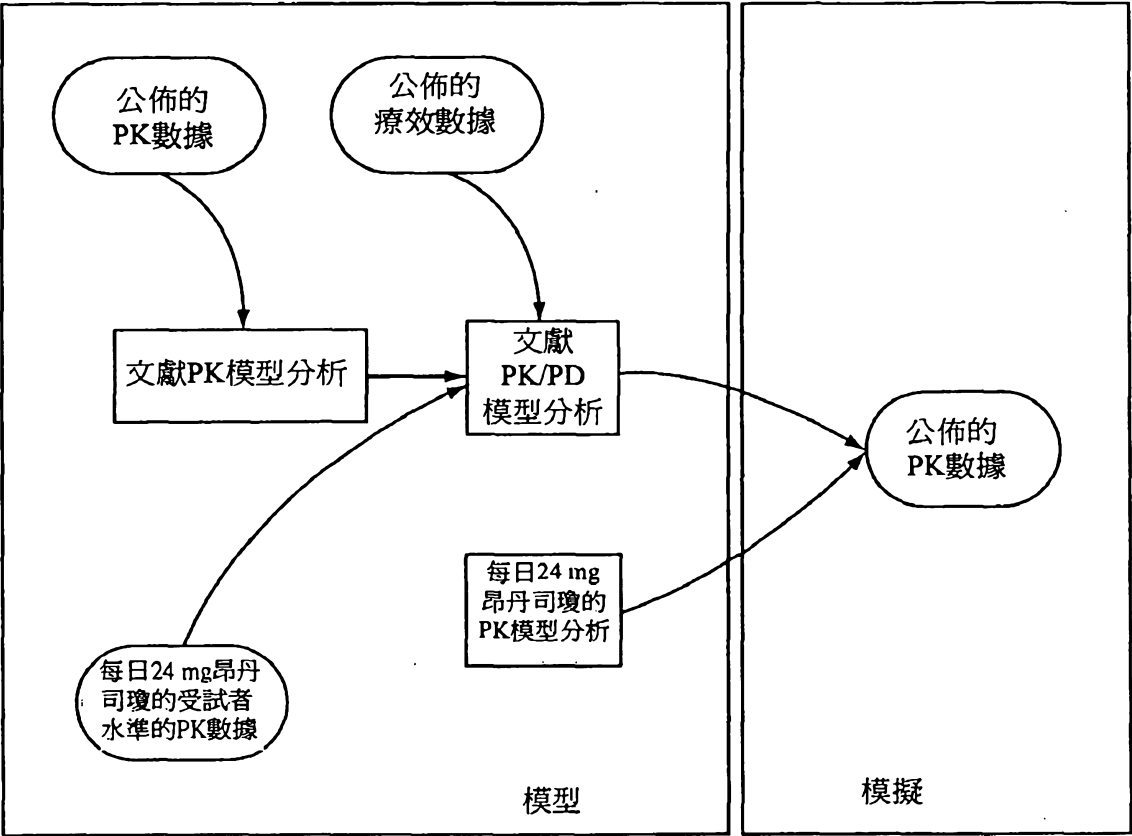 公佈的
PK數據
公佈的
療效數據
文獻PK模型分析
文獻
PK/PD
模型分析
公佈的
PK數據
每日24 mg
昂丹司瓊的
PK模型分析
每日24 mg昂丹
司瓊的受試者
水準的PK數據
模型
模擬